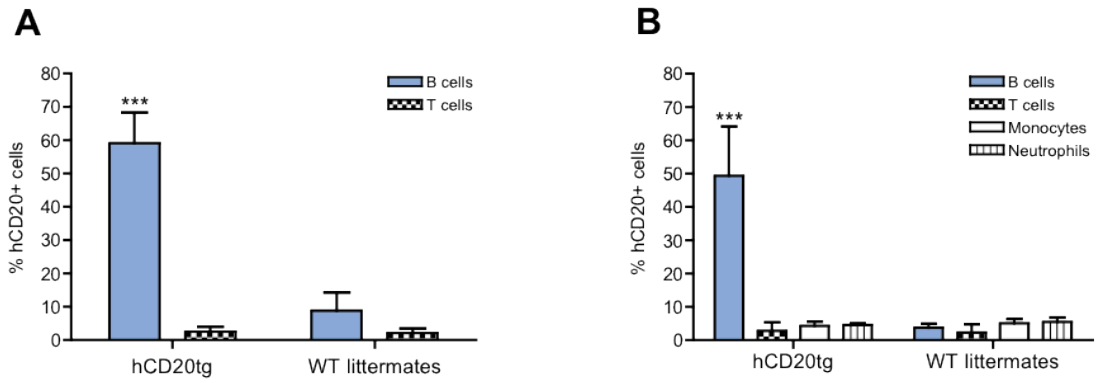 A
% hCD20+ cells
80
70
60
50
40
30
20
10
0
***
B cells
T cells
hCD20tg
WT littermates
B
% hCD20+ cells
80
70
60
50
40
30
20
10
0
***
B cells
T cells
Monocytes
Neutrophils
hCD20tg
WT littermates